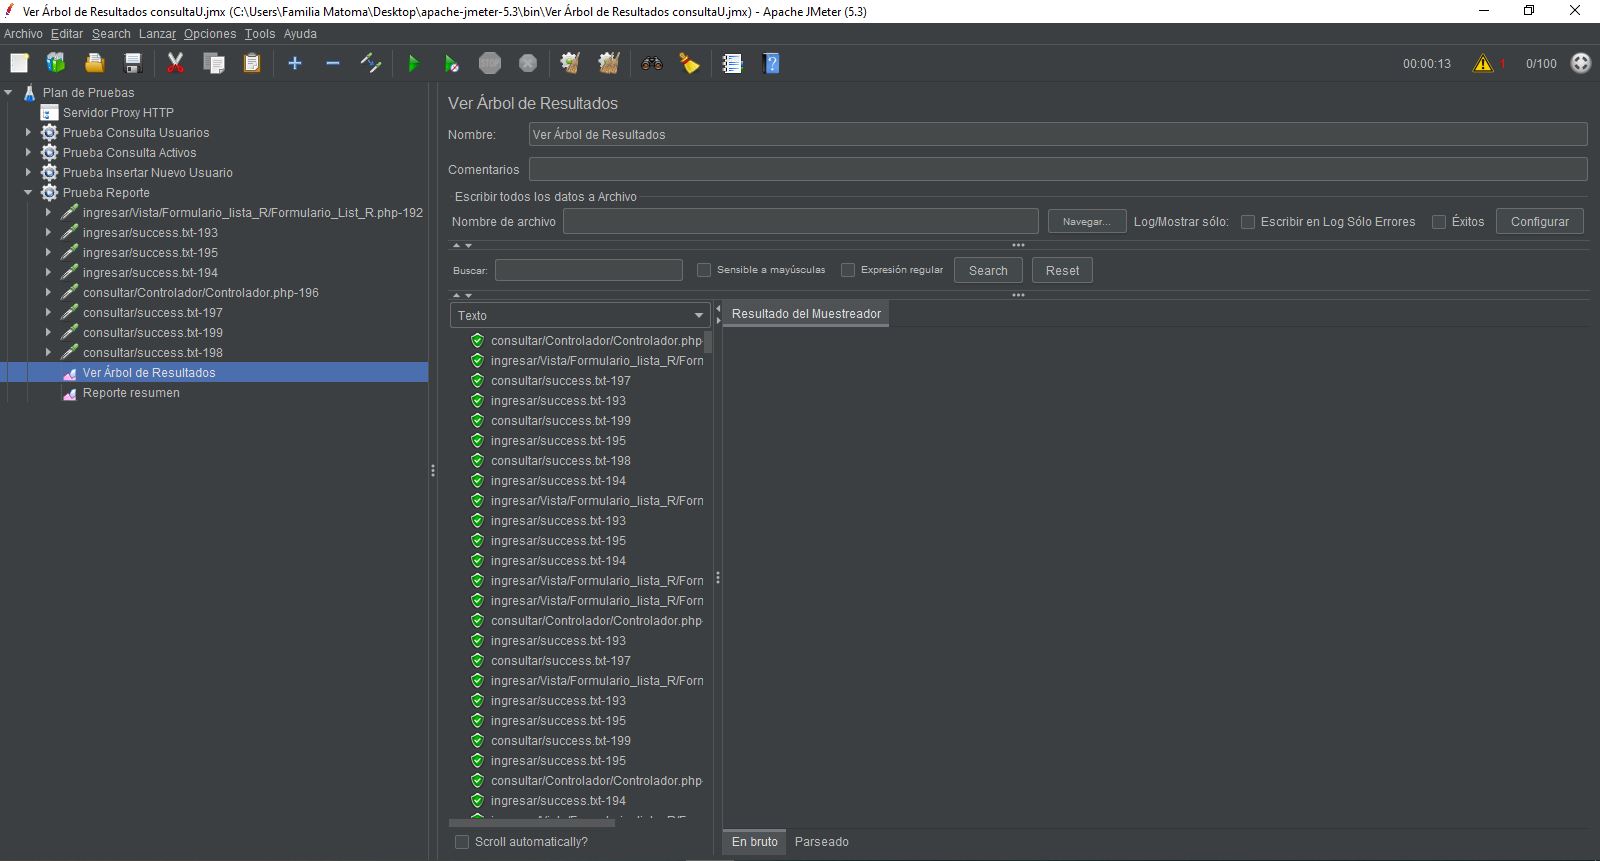 Ver Árbol de Resultados consultaU.jmx (C:\Users\Familia Matoma\Desktop\apache-jmeter-5.3\bin\Ver Árbol de Resultados consultaU.jmx) - Apache JMeter (5.3)
Archivo Editar Search Lanzar Opciones Tools Ayuda
STOP
00:00:13 1 0/100
Plan de Pruebas
Servidor Proxy HTTP
Prueba Consulta Usuarios
Prueba Consulta Activos
Prueba Insertar Nuevo Usuario
Prueba Reporte
ingresar/Vista/Formulario_lista_R/Formulario_List_R.php-192
ingresar/success.txt-193
ingresar/success.txt-195
ingresar/success.txt-194
consultar/Controlador/Controlador.php-196
consultar/success.txt-197
consultar/success.txt-199
consultar/success.txt-198
Ver Árbol de Resultados
Reporte resumen
Ver Árbol de Resultados
Nombre: Ver Árbol de Resultados
Comentarios
Escribir todos los datos a Archivo
Nombre de archivo Navegar... Log/Mostrar sólo: Escribir en Log Sólo Errores Éxitos Configurar
Buscar: Sensible a mayúsculas Expresión regular Search Reset
Texto
consultar/Controlador/Controlador.php-
ingresar/Vista/Formulario_lista_R/Forn
consultar/success.txt-197
ingresar/success.txt-193
consultar/success.txt-199
ingresar/success.txt-195
consultar/success.txt-198
ingresar/success.txt-194
ingresar/Vista/Formulario_lista_R/Forn
ingresar/success.txt-193
ingresar/success.txt-195
ingresar/success.txt-194
ingresar/Vista/Formulario_lista_R/Forn
ingresar/Vista/Formulario_lista_R/Forn
consultar/Controlador/Controlador.php-
ingresar/success.txt-193
consultar/success.txt-197
ingresar/Vista/Formulario_lista_R/Forn
ingresar/success.txt-193
ingresar/success.txt-195
consultar/success.txt-199
ingresar/success.txt-195
consultar/Controlador/Controlador.php-
ingresar/success.txt-194
Scroll automatically?
Resultado del Muestreador
En bruto Parseado